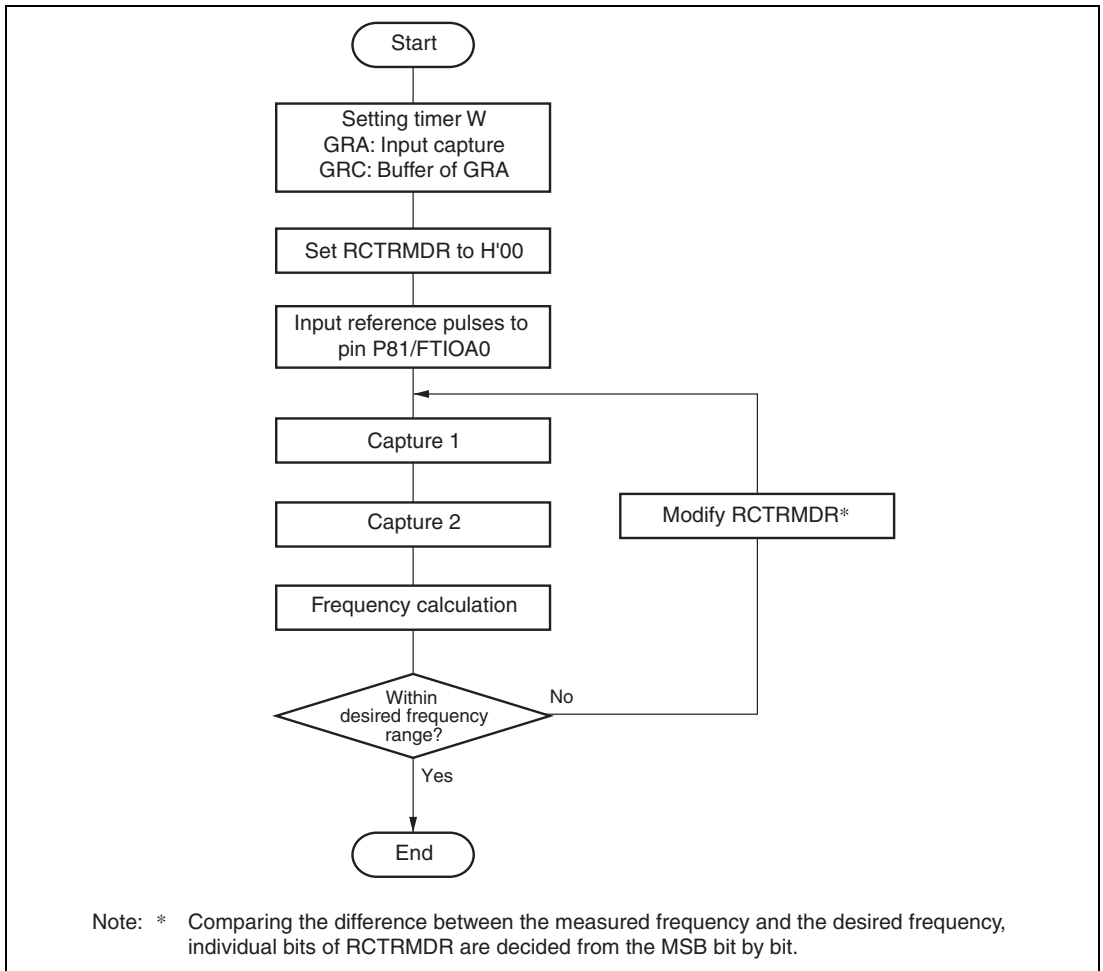 Start
Setting timer W
GRA: Input capture
GRC: Buffer of GRA
Set RCTRMDR to H'00
Input reference pulses to
pin P81/FTIOA0
Capture 1
Capture 2
Modify RCTRMDR*
Frequency calculation
Within
desired frequency
range?
No
Yes
End
Note: * Comparing the difference between the measured frequency and the desired frequency,
individual bits of RCTRMDR are decided from the MSB bit by bit.